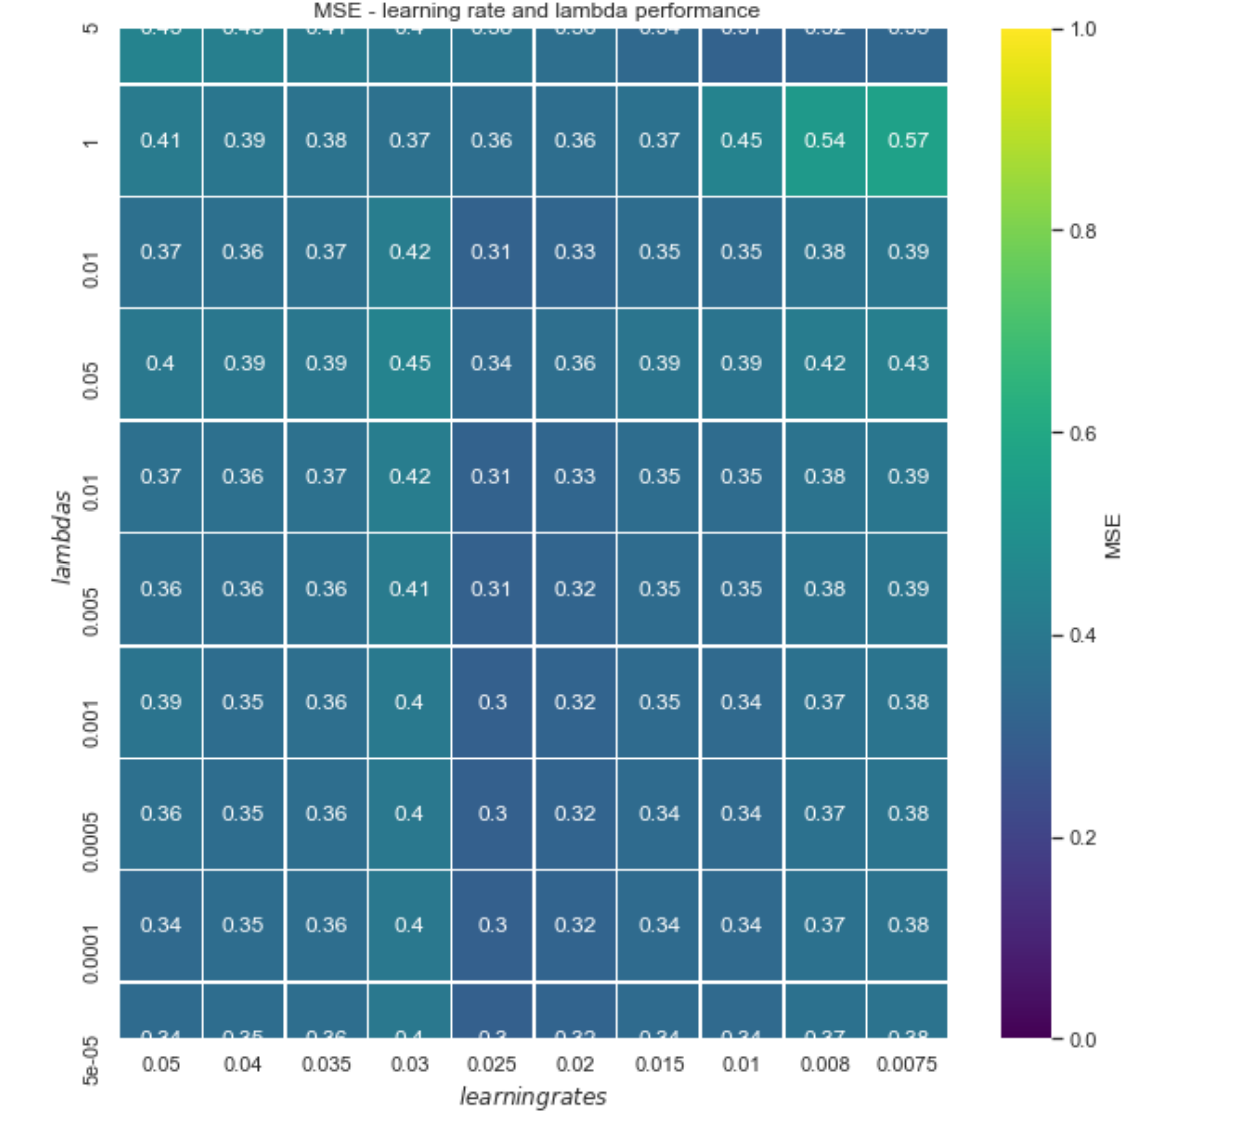 MSE - learning rate and lambda performance
5
1 0.41 0.39 0.38 0.37 0.36 0.36 0.37 0.45 0.54 0.57
0.01 0.37 0.36 0.37 0.42 0.31 0.33 0.35 0.35 0.38 0.39
0.05 0.4 0.39 0.39 0.45 0.34 0.36 0.39 0.39 0.42 0.43
0.01 0.37 0.36 0.37 0.42 0.31 0.33 0.35 0.35 0.38 0.39
0.005 0.36 0.36 0.36 0.41 0.31 0.32 0.35 0.35 0.38 0.39
0.001 0.39 0.35 0.36 0.4 0.3 0.32 0.35 0.34 0.37 0.38
0.0005 0.36 0.35 0.36 0.4 0.3 0.32 0.34 0.34 0.37 0.38
0.0001 0.34 0.35 0.36 0.4 0.3 0.32 0.34 0.34 0.37 0.38
5e-05
0.05 0.04 0.035 0.03 0.025 0.02 0.015 0.01 0.008 0.0075
learningrates
lambdas
1.0
0.8
0.6
0.4
0.2
0.0
MSE